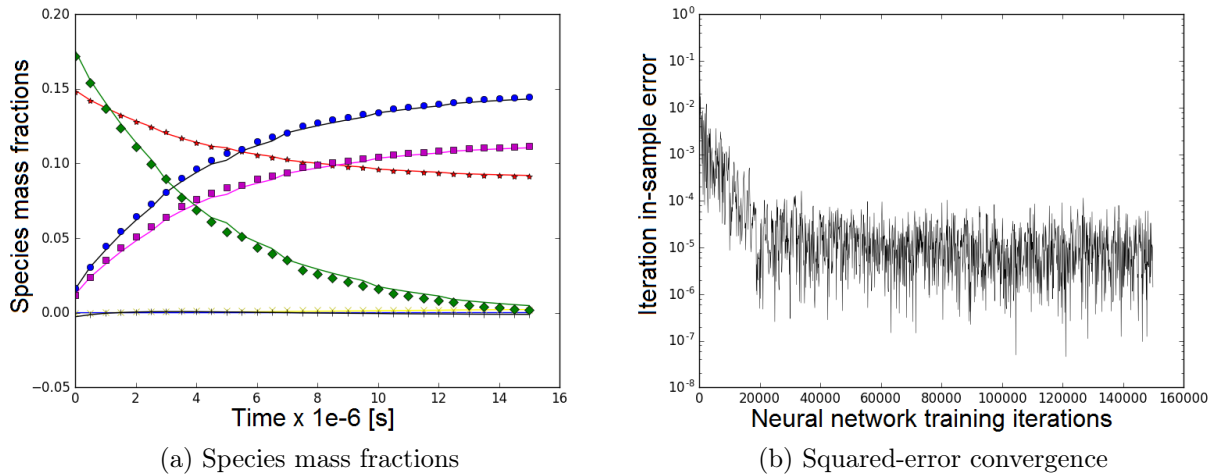 0.20
0.15
0.10
0.05
0.00
−0.05
Species mass fractions
0 2 4 6 8 10 12 14 16
Time x 1e-6 [s]
(a) Species mass fractions
10^0
10^-1
10^-2
10^-3
10^-4
10^-5
10^-6
10^-7
10^-8
Iteration in-sample error
0 20000 40000 60000 80000 100000 120000 140000 160000
Neural network training iterations
(b) Squared-error convergence